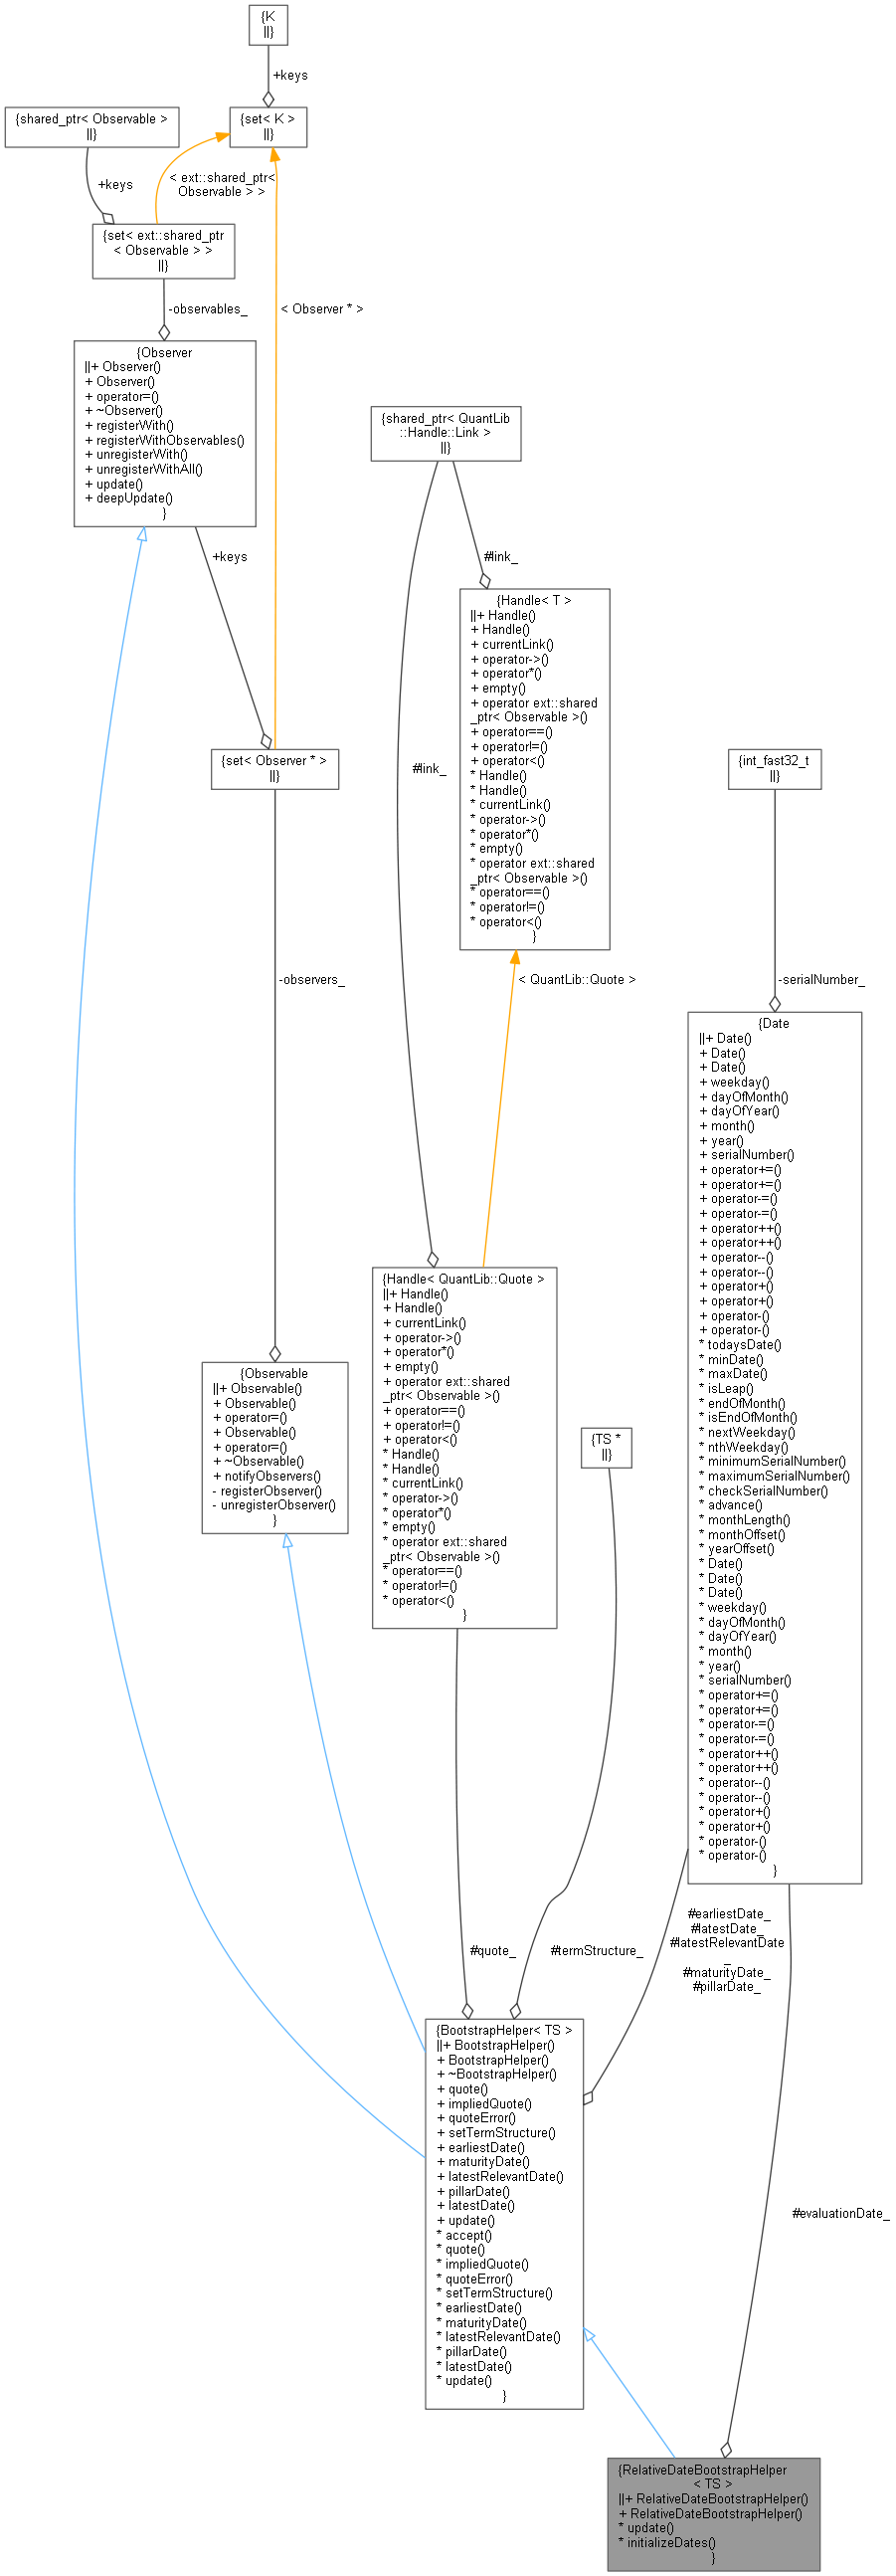 {K
||}
+keys
{shared_ptr< Observable >
||}
{set< K >
||}
+keys
< ext::shared_ptr<
Observable > >
{set< ext::shared_ptr
< Observable > >
||}
-observables_
< Observer * >
{Observer
||+ Observer()
+ Observer()
+ operator=()
+ ~Observer()
+ registerWith()
+ registerWithObservables()
+ unregisterWith()
+ unregisterWithAll()
+ update()
+ deepUpdate()
}
{shared_ptr< QuantLib
::Handle::Link >
||}
+keys
#link_
{Handle< T >
||+ Handle()
+ Handle()
+ currentLink()
+ operator->()
+ operator*()
+ empty()
+ operator ext::shared
_ptr< Observable >()
+ operator==()
+ operator!=()
+ operator<()
* Handle()
* Handle()
* currentLink()
* operator->()
* operator*()
* empty()
* operator ext::shared
_ptr< Observable >()
* operator==()
* operator!=()
* operator<()
}
#link_
{set< Observer * >
||}
{int_fast32_t
||}
-observers_
< QuantLib::Quote >
-serialNumber_
{Date
||+ Date()
+ Date()
+ Date()
+ weekday()
+ dayOfMonth()
+ dayOfYear()
+ month()
+ year()
+ serialNumber()
+ operator+=()
+ operator+=()
+ operator-=()
+ operator-=()
+ operator++()
+ operator++()
+ operator--()
+ operator--()
+ operator+()
+ operator+()
+ operator-()
+ operator-()
* todaysDate()
* minDate()
* maxDate()
* isLeap()
* endOfMonth()
* isEndOfMonth()
* nextWeekday()
* nthWeekday()
* minimumSerialNumber()
* maximumSerialNumber()
* checkSerialNumber()
* advance()
* monthLength()
* monthOffset()
* yearOffset()
* Date()
* Date()
* Date()
* weekday()
* dayOfMonth()
* dayOfYear()
* month()
* year()
* serialNumber()
* operator+=()
* operator+=()
* operator-=()
* operator-=()
* operator++()
* operator++()
* operator--()
* operator--()
* operator+()
* operator+()
* operator-()
* operator-()
}
{Handle< QuantLib::Quote >
||+ Handle()
+ Handle()
+ currentLink()
+ operator->()
+ operator*()
+ empty()
+ operator ext::shared
_ptr< Observable >()
+ operator==()
+ operator!=()
+ operator<()
* Handle()
* Handle()
* currentLink()
* operator->()
* operator*()
* empty()
* operator ext::shared
_ptr< Observable >()
* operator==()
* operator!=()
* operator<()
}
{Observable
||+ Observable()
+ Observable()
+ operator=()
+ Observable()
+ operator=()
+ ~Observable()
+ notifyObservers()
- registerObserver()
- unregisterObserver()
}
{TS *
||}
#quote_
#termStructure_
#earliestDate_
#latestDate_
#latestRelevantDate
_
#maturityDate_
#pillarDate_
{BootstrapHelper< TS >
||+ BootstrapHelper()
+ BootstrapHelper()
+ ~BootstrapHelper()
+ quote()
+ impliedQuote()
+ quoteError()
+ setTermStructure()
+ earliestDate()
+ maturityDate()
+ latestRelevantDate()
+ pillarDate()
+ latestDate()
+ update()
* accept()
* quote()
* impliedQuote()
* quoteError()
* setTermStructure()
* earliestDate()
* maturityDate()
* latestRelevantDate()
* pillarDate()
* latestDate()
* update()
}
#evaluationDate_
{RelativeDateBootstrapHelper
< TS >
||+ RelativeDateBootstrapHelper()
+ RelativeDateBootstrapHelper()
* update()
* initializeDates()
}